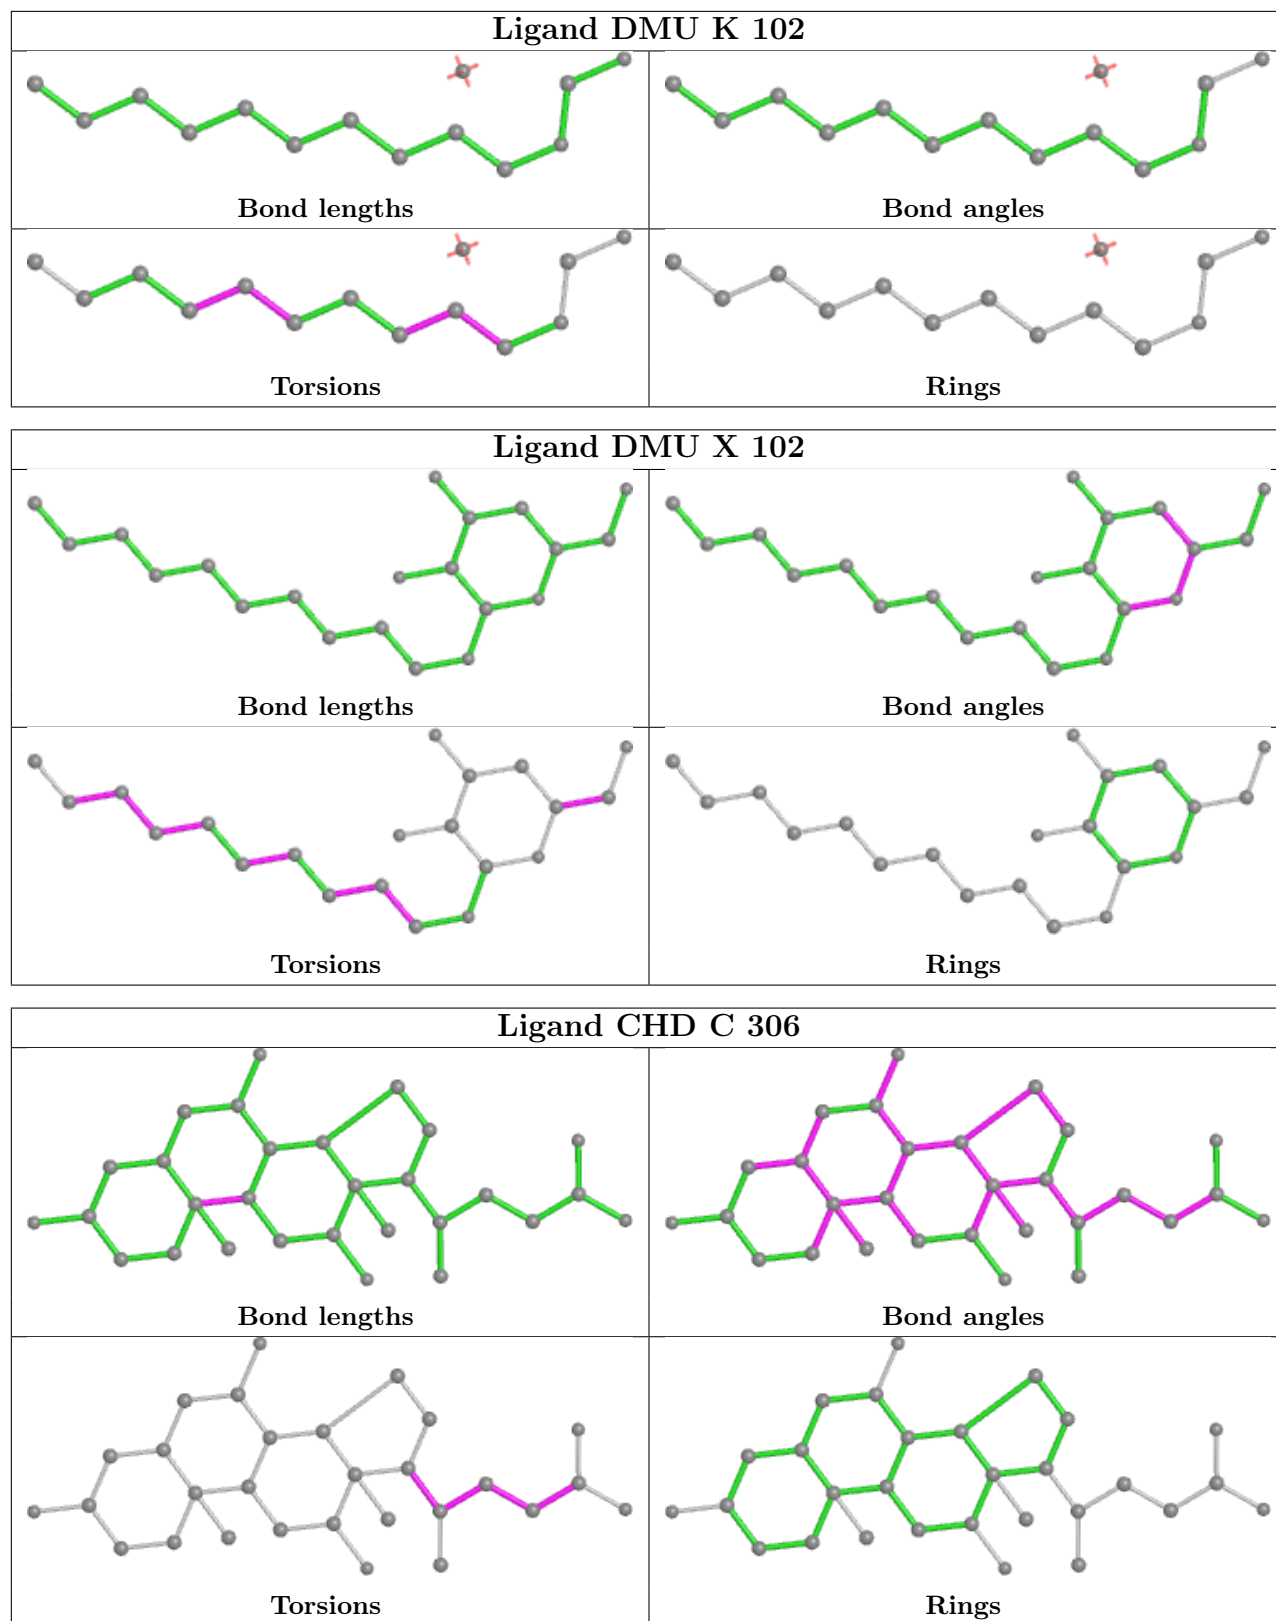 Ligand DMU K 102
Bond lengths
Bond angles
Torsions
Rings
Ligand DMU X 102
Bond lengths
Bond angles
Torsions
Rings
Ligand CHD C 306
Bond lengths
Bond angles
Torsions
Rings